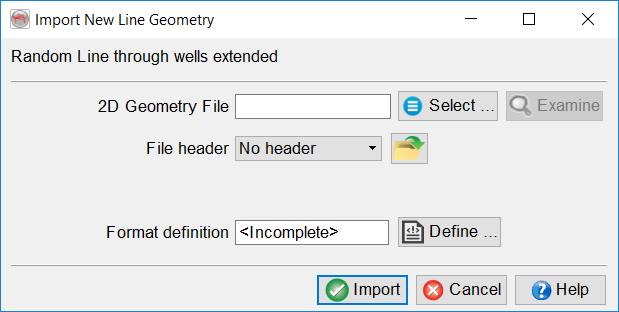 Import New Line Geometry
Random Line through wells extended
2D Geometry File Select ... Examine
File header No header
Format definition <Incomplete> Define ...
Import Cancel Help